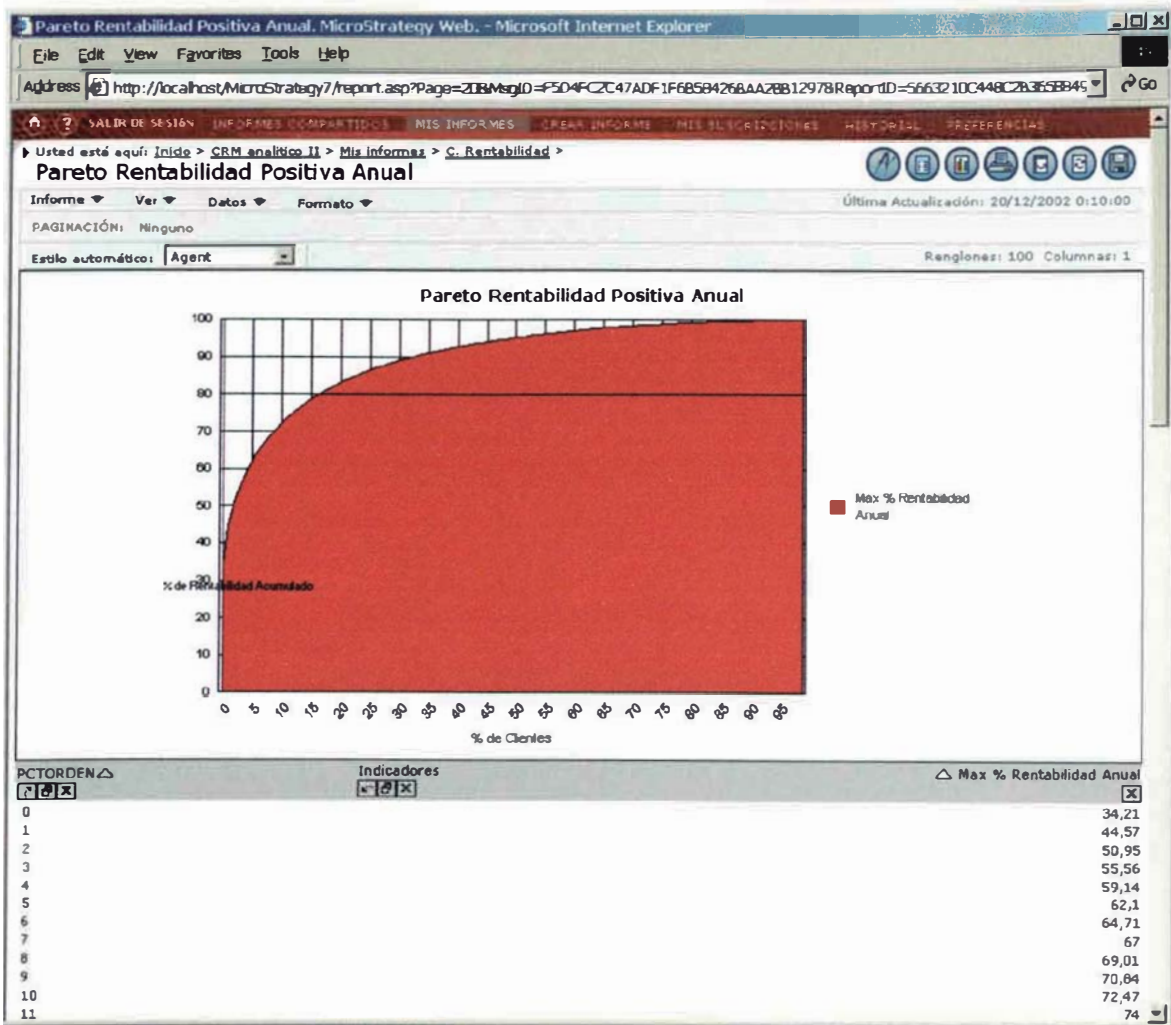 Pareto Rentabilidad Positiva Anual. MicroStrategy Web. - Microsoft Internet Explorer
File Edit View Favorites Tools Help
Address Go
SALIR DE SESIÓN INFORMES COMPARTIDOS MIS INFORMES CREAR INFORME MIS SUSCRIPCIONES HISTORIAL PREFERENCIAS
Usted está aquí: Inicio > CRM analítico II > Mis informes > C. Rentabilidad >
Pareto Rentabilidad Positiva Anual
Informe Ver Datos Formato Última Actualización: 20/12/2002 0:10:00
PAGINACIÓN: Ninguno
Estilo automático: Agent Renglones: 100 Columnas: 1
Pareto Rentabilidad Positiva Anual
100
90
80
70
60
50
40
30
20
10
0
% de Rentabilidad Acumulado
Max % Rentabilidad
Anual
0 5 10 15 20 25 30 35 40 45 50 55 60 65 70 75 80 85 90 95
% de Clientes
PCTORDEN Indicadores Max % Rentabilidad Anual
0 34,21
1 44,57
2 50,95
3 55,56
4 59,14
5 62,1
6 64,71
7 67
8 69,01
9 70,84
10 72,47
11 74